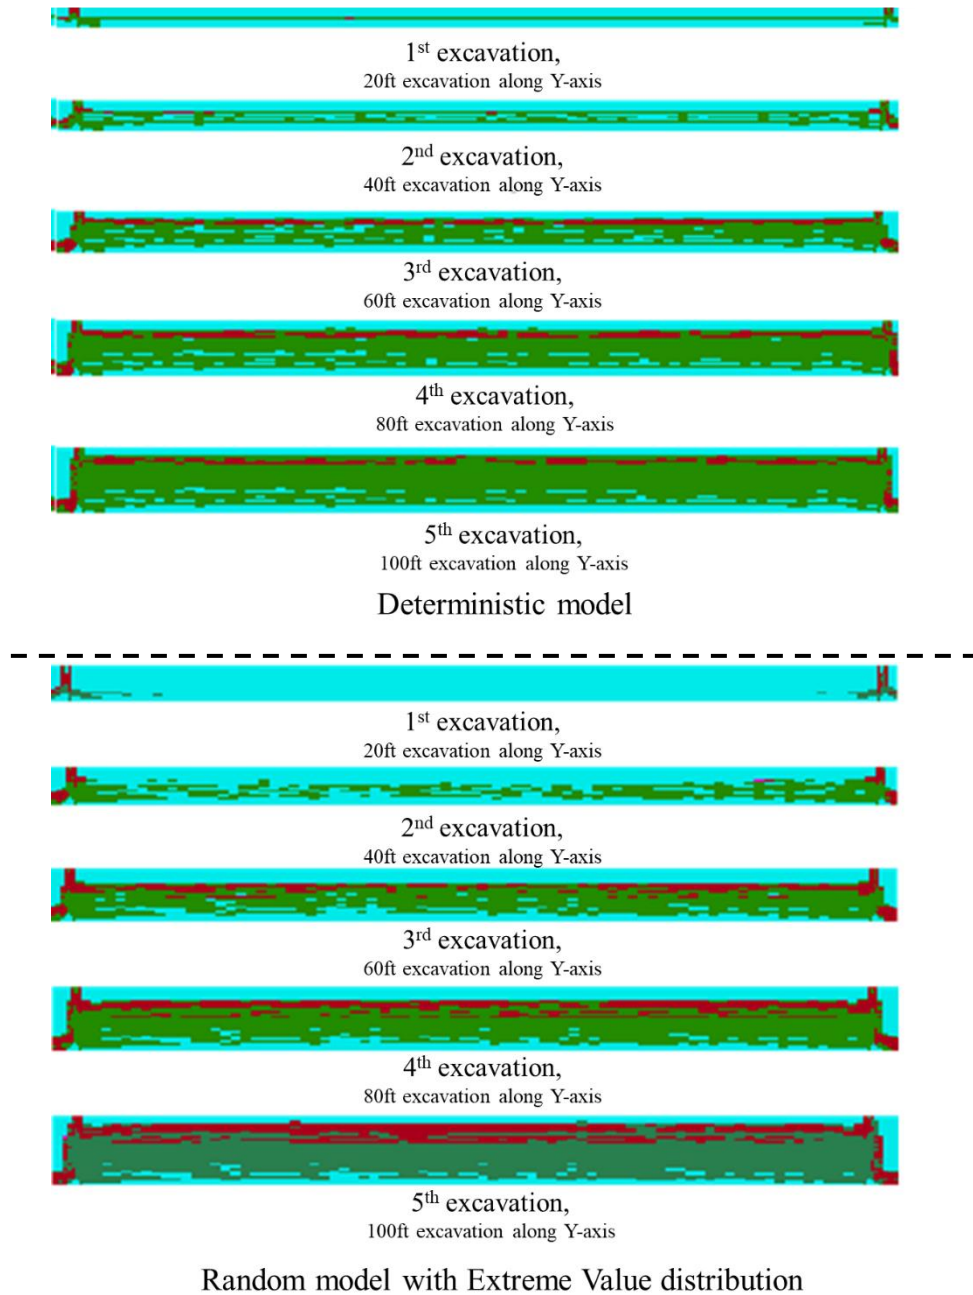 1st excavation,
20ft excavation along Y-axis
2nd excavation,
40ft excavation along Y-axis
3rd excavation,
60ft excavation along Y-axis
4th excavation,
80ft excavation along Y-axis
5th excavation,
100ft excavation along Y-axis
Deterministic model
1st excavation,
20ft excavation along Y-axis
2nd excavation,
40ft excavation along Y-axis
3rd excavation,
60ft excavation along Y-axis
4th excavation,
80ft excavation along Y-axis
5th excavation,
100ft excavation along Y-axis
Random model with Extreme Value distribution